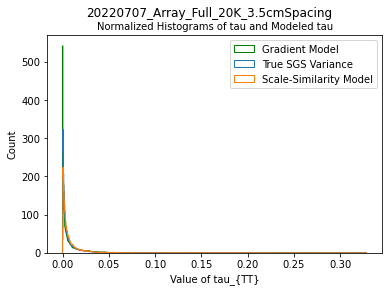 20220707_Array_Full_20K_3.5cmSpacing
Normalized Histograms of tau and Modeled tau
Gradient Model
True SGS Variance
Scale-Similarity Model
Count
500
400
300
200
100
0
0.00 0.05 0.10 0.15 0.20 0.25 0.30
Value of tau_{TT}